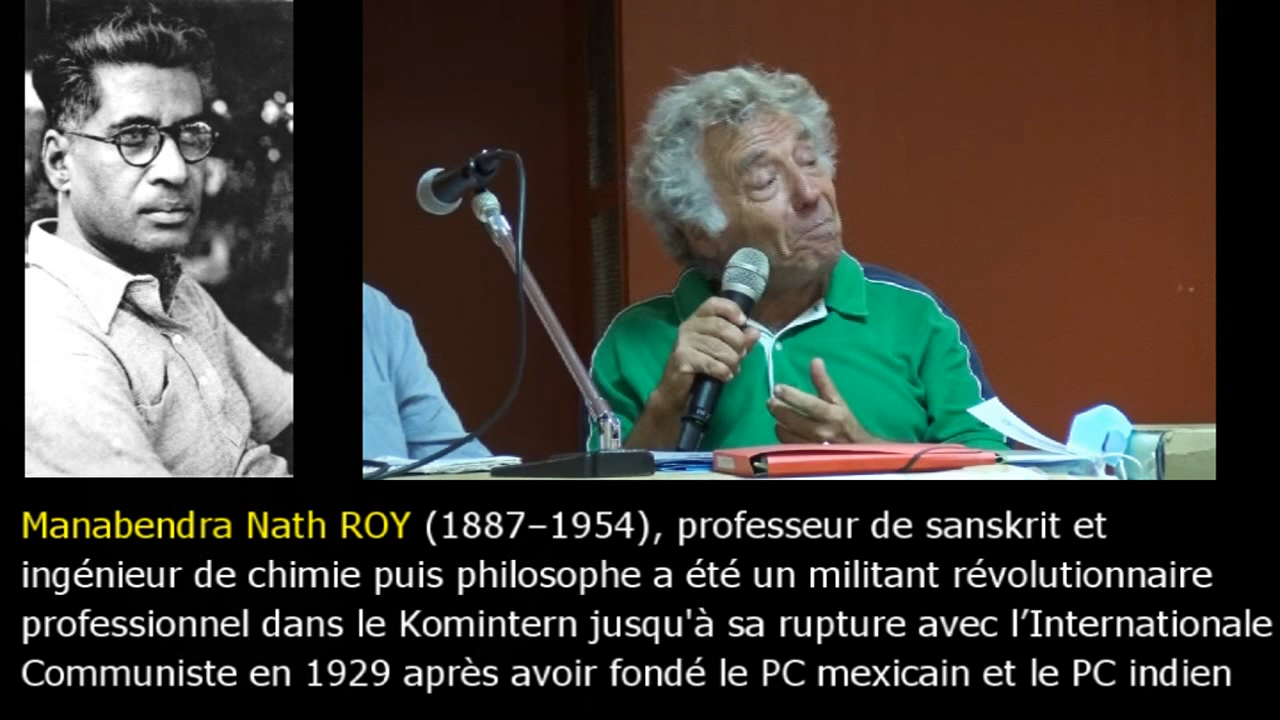 Manabendra Nath ROY (1887–1954), professeur de sanskrit et
ingénieur de chimie puis philosophe a été un militant révolutionnaire
professionnel dans le Komintern jusqu'à sa rupture avec l’Internationale
Communiste en 1929 après avoir fondé le PC mexicain et le PC indien